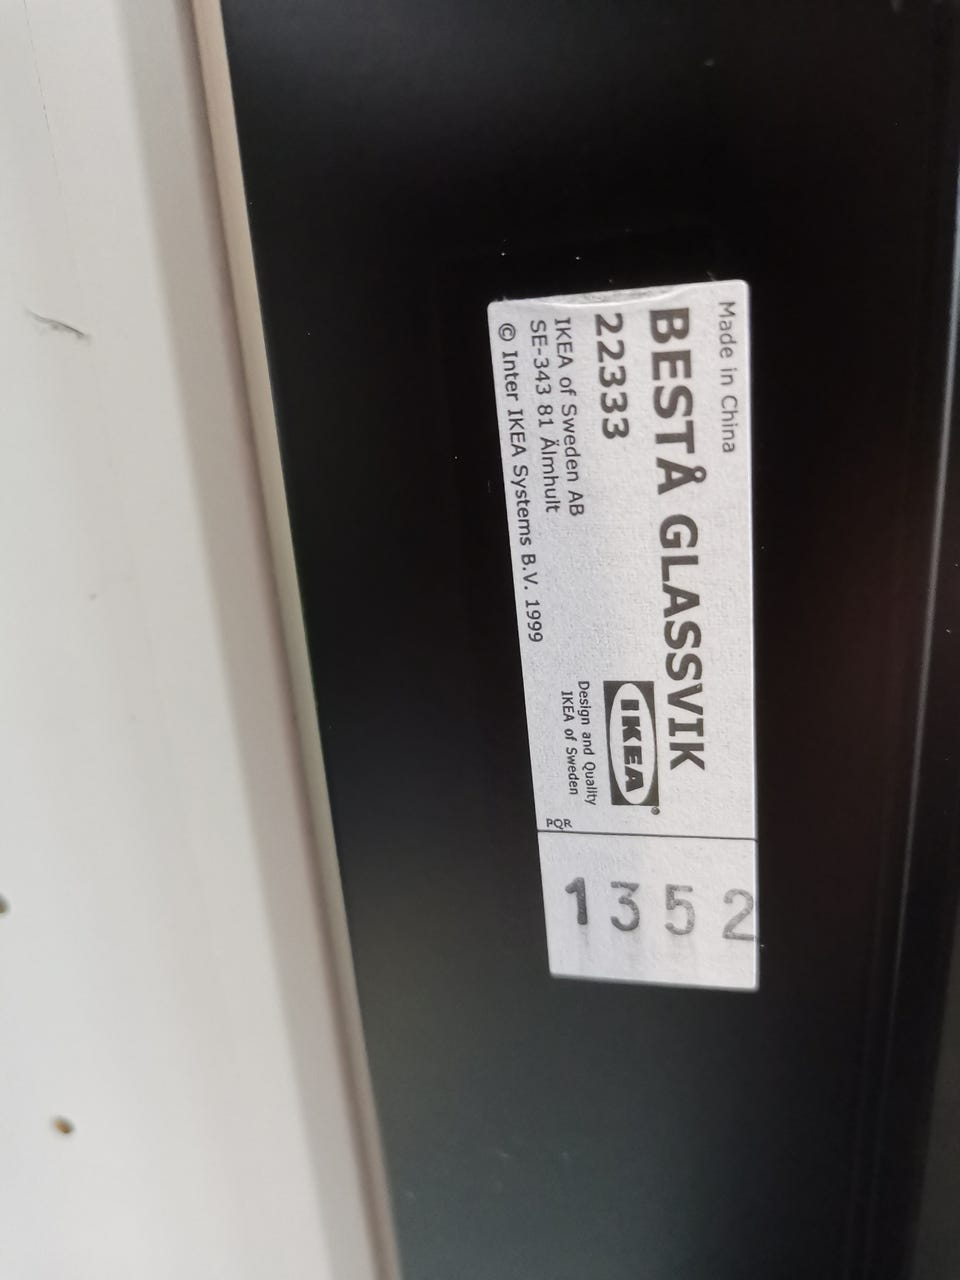 Made in China
BESTÅ GLASSVIK
22333
IKEA of Sweden AB
SE-343 81 Älmhult
© Inter IKEA Systems B.V. 1999
IKEA®
Design and Quality
IKEA of Sweden
PQR
1352